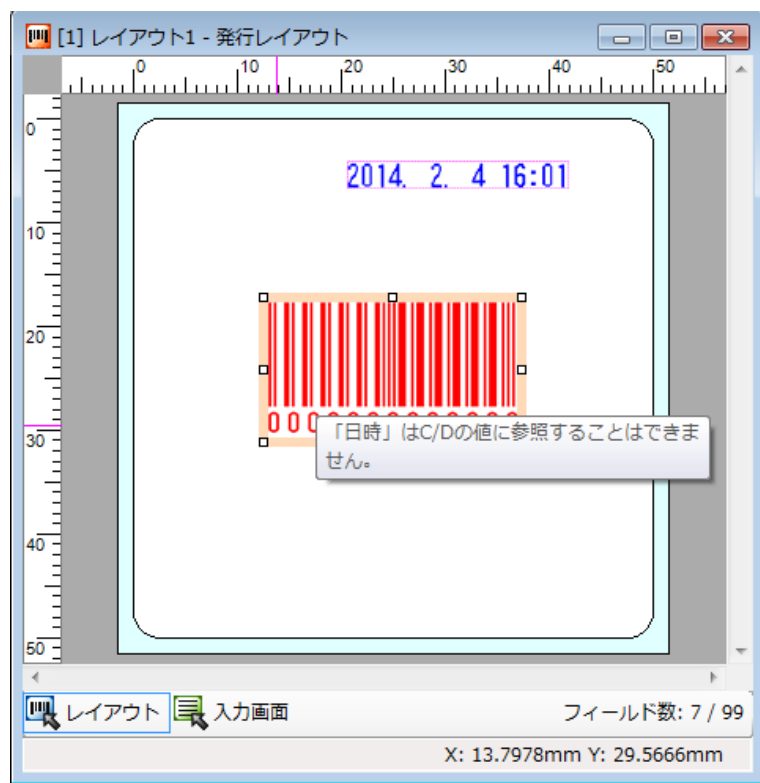 [1] レイアウト1 - 発行レイアウト
0 10 20 30 40 50
0
10
20
30
40
50
2014. 2. 4 16:01
000
「日時」はC/Dの値に参照することはできま
せん。
レイアウト 入力画面 フィールド数: 7 / 99
X: 13.7978mm Y: 29.5666mm